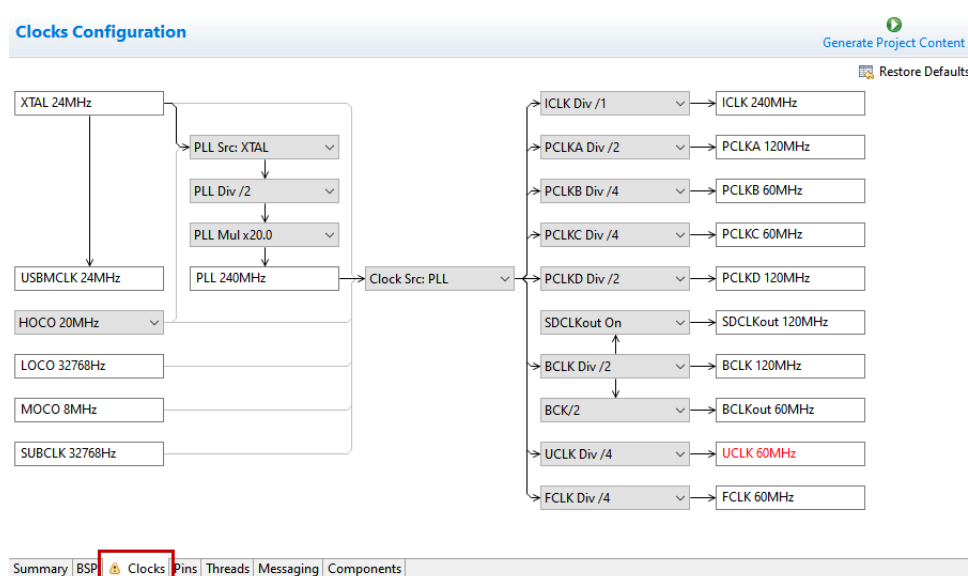 Clocks Configuration
Generate Project Content
Restore Defaults
XTAL 24MHz
ICLK Div /1
ICLK 240MHz
PLL Src: XTAL
PCLKA Div /2
PCLKA 120MHz
PLL Div /2
PCLKB Div /4
PCLKB 60MHz
PLL Mul x20.0
PCLKC Div /4
PCLKC 60MHz
USBMCLK 24MHz
PLL 240MHz
Clock Src: PLL
PCLKD Div /2
PCLKD 120MHz
HOCO 20MHz
SDCLKout On
SDCLKout 120MHz
LOCO 32768Hz
BCLK Div /2
BCLK 120MHz
MOCO 8MHz
BCK/2
BCLKout 60MHz
SUBCLK 32768Hz
UCLK Div /4
UCLK 60MHz
FCLK Div /4
FCLK 60MHz
Summary BSP Clocks Pins Threads Messaging Components